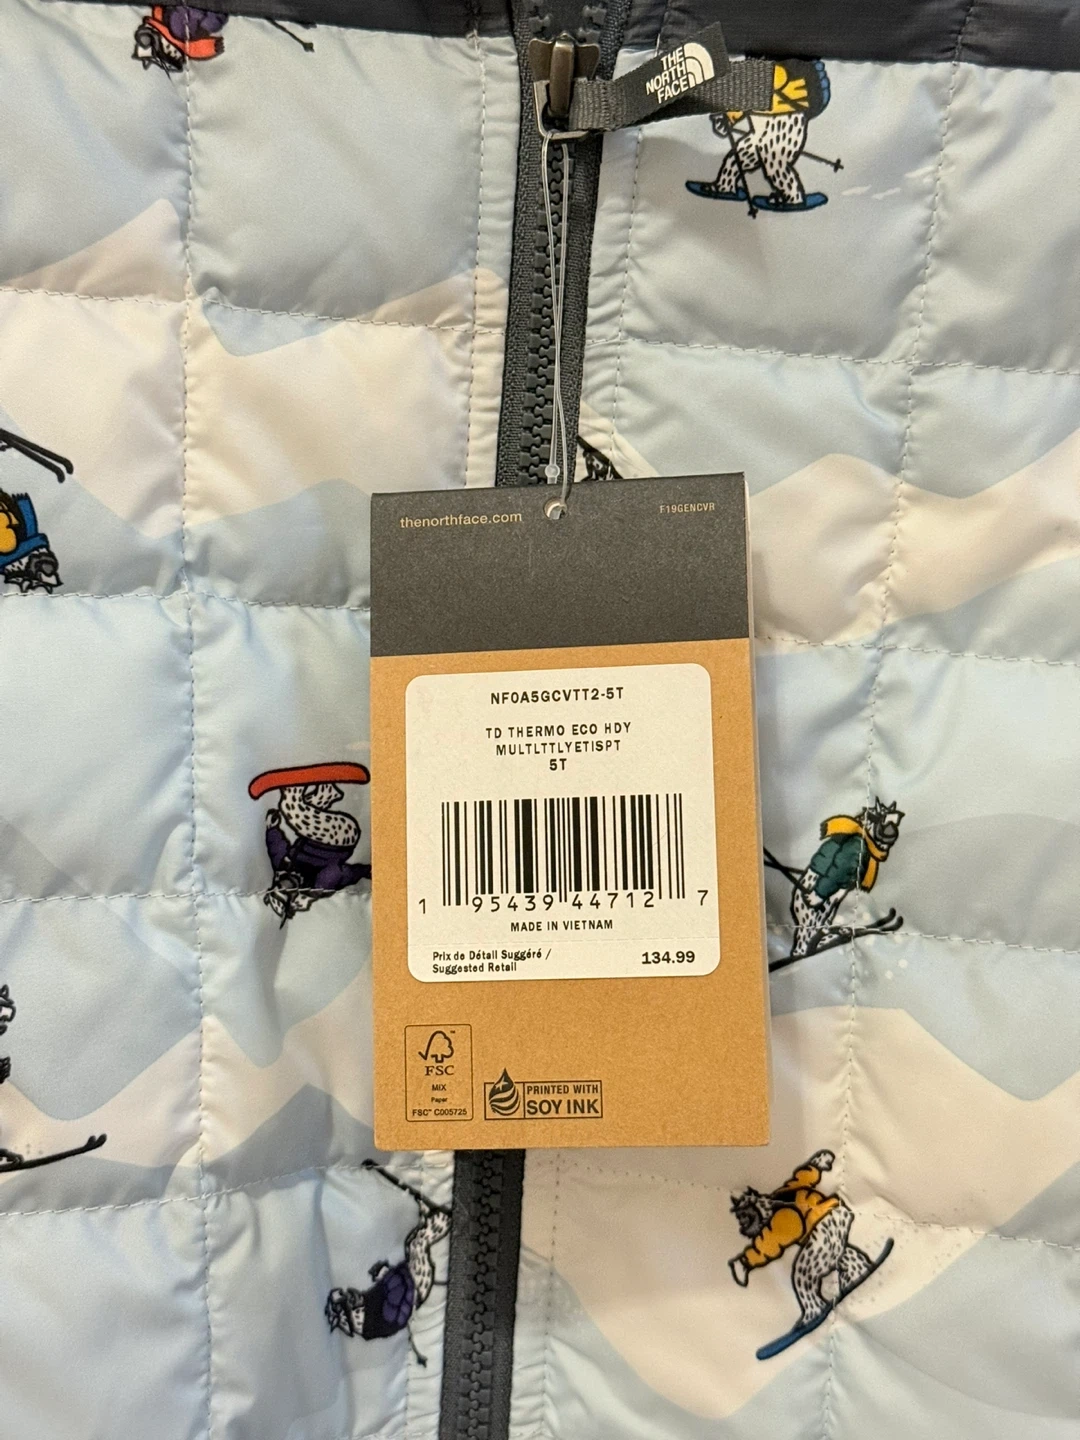 THE
NORTH
FACE
thenorthface.com
F19GENCVR
NF0A5GCVTT2-5T
TD THERMO ECO HDY
MULTLTTLYETISPT
5T
1 95439 44712 7
MADE IN VIETNAM
Prix de Détail Suggéré /
Suggested Retail
134.99
FSC
MIX
Paper
FSC™ C005725
PRINTED WITH
SOY INK